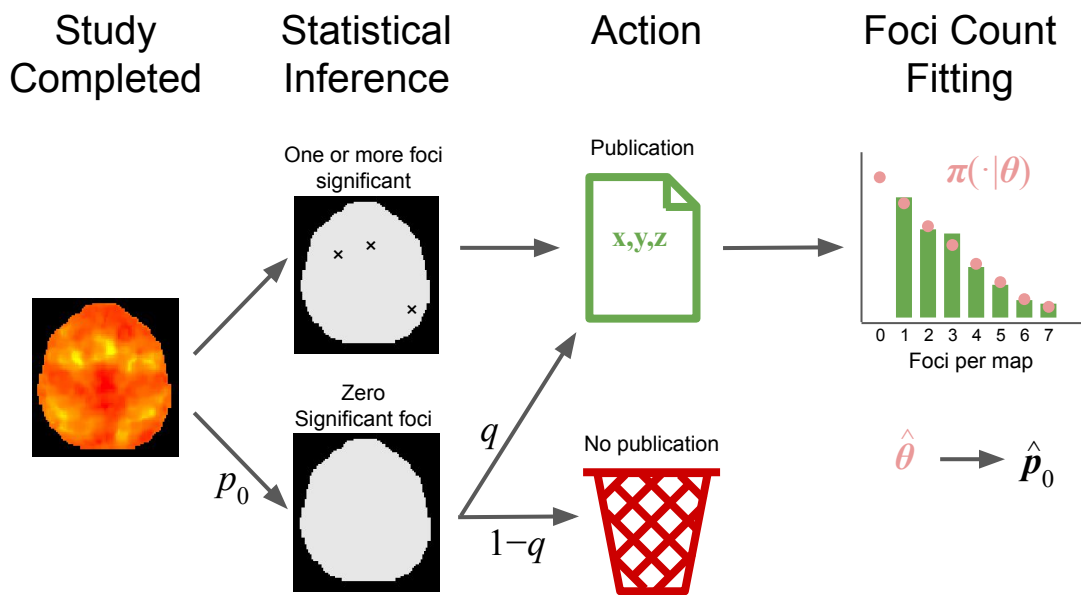 Study
Completed
Statistical
Inference
Action
Foci Count
Fitting
One or more foci
significant
Publication
x,y,z
π(·|θ)
0 1 2 3 4 5 6 7
Foci per map
Zero
Significant foci
p₀
q
1−q
No publication
θ̂
p̂₀